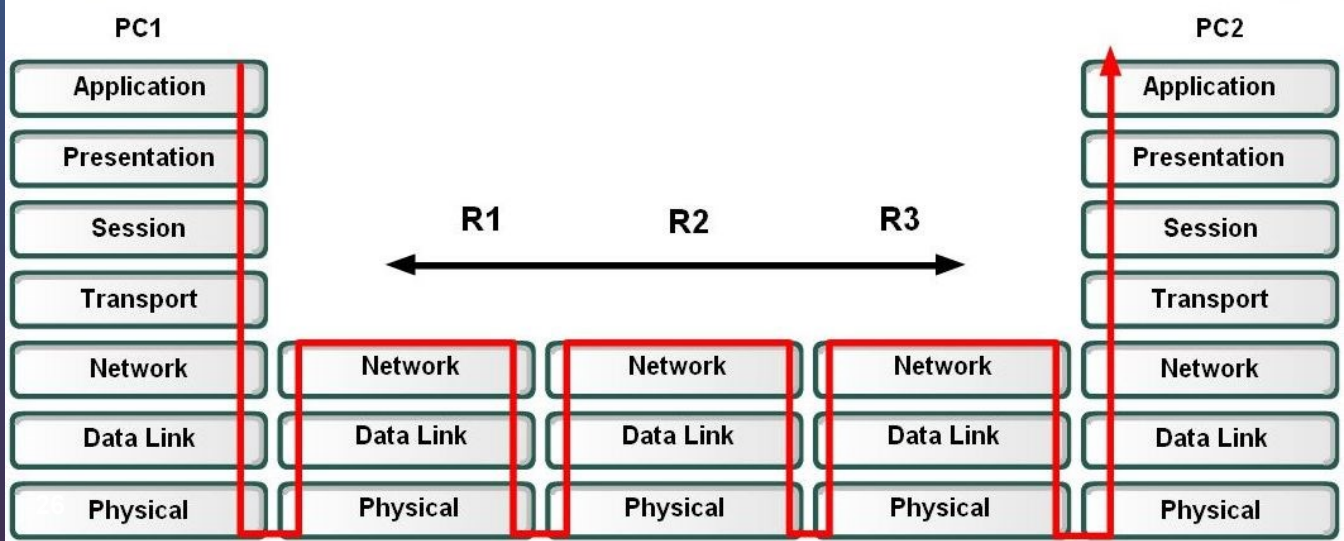 PC1 PC2
Application Application
Presentation Presentation
R1 R2 R3
Session Session
Transport Transport
Network Network Network Network Network
Data Link Data Link Data Link Data Link Data Link
26 Physical Physical Physical Physical Physical